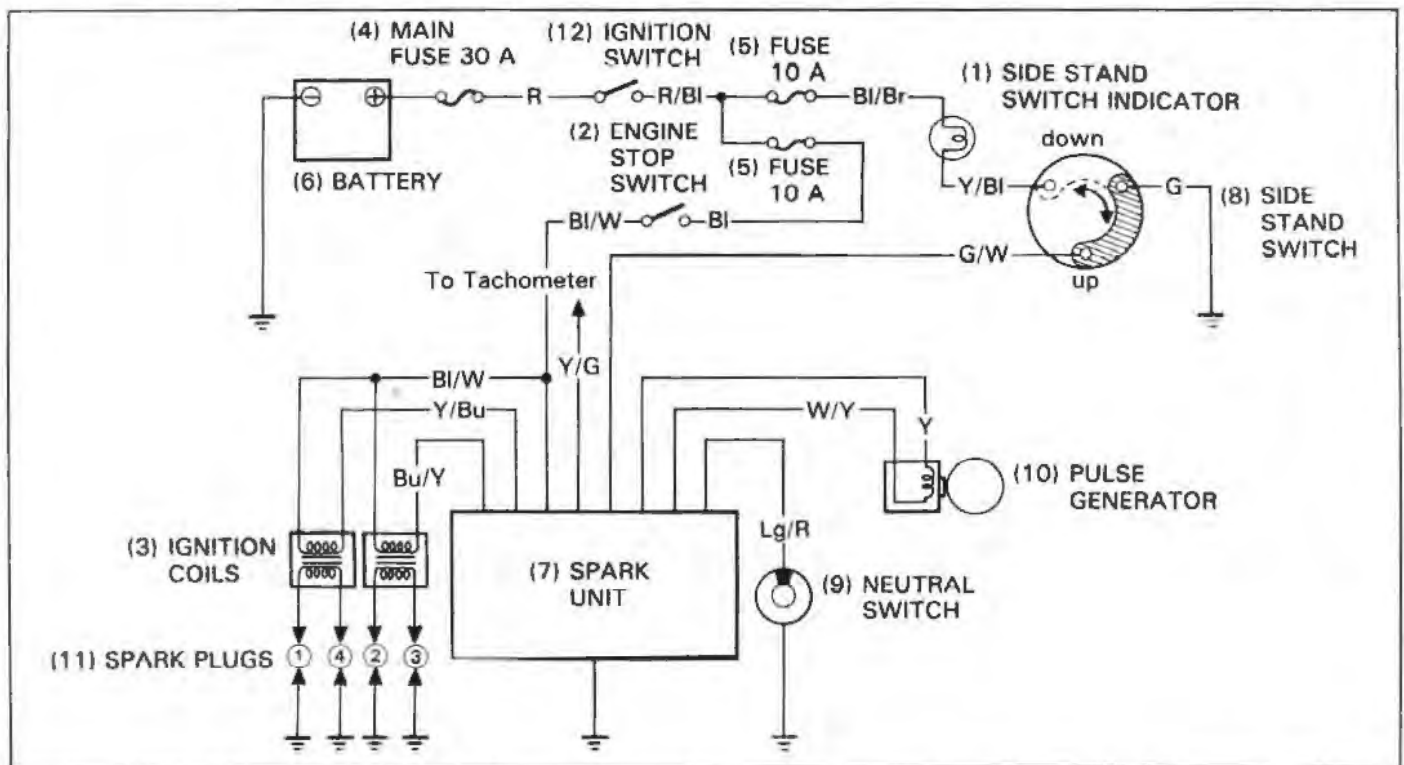 (4) MAIN
FUSE 30 A
(12) IGNITION
SWITCH
(5) FUSE
10 A
(1) SIDE STAND
SWITCH INDICATOR
R
R/Bl
Bl/Br
(2) ENGINE
STOP
SWITCH
(5) FUSE
10 A
down
(6) BATTERY
Y/Bl
G
(8) SIDE
STAND
SWITCH
Bl/W
Bl
G/W
up
To Tachometer
Y/G
Bl/W
Y/Bu
W/Y
Y
Bu/Y
(10) PULSE
GENERATOR
Lg/R
(3) IGNITION
COILS
(7) SPARK
UNIT
(9) NEUTRAL
SWITCH
(11) SPARK PLUGS 1 4 2 3